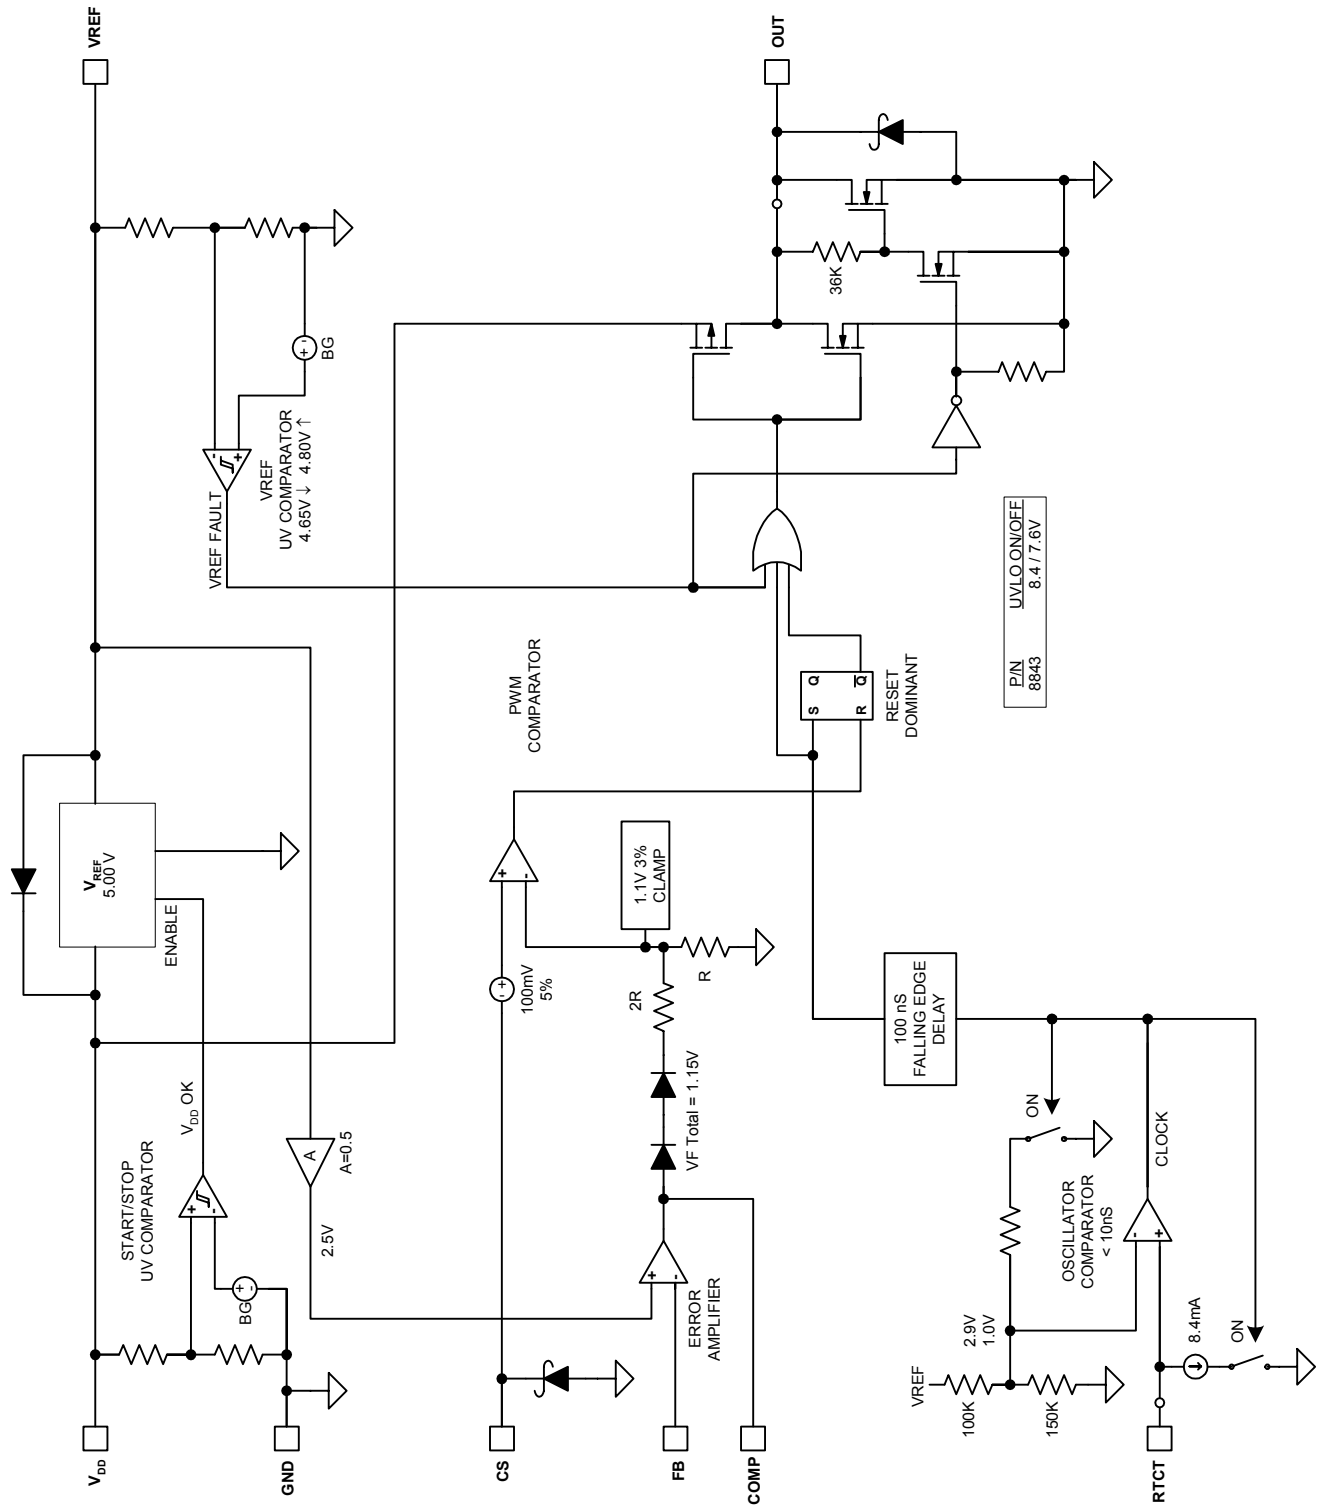 V_DD
GND
CS
FB
COMP
RTCT
VREF
OUT
START/STOP
UV COMPARATOR
BG
+
-
+
-
V_DD OK
ENABLE
V_REF
5.00 V
2.5V
A
A=0.5
VREF FAULT
VREF
UV COMPARATOR
4.65V ↓ 4.80V ↑
-
+
+
-
BG
-
+
100mV
5%
+
-
PWM
COMPARATOR
+
-
ERROR
AMPLIFIER
VF Total = 1.15V
2R
R
1.1V 3%
CLAMP
S
Q
R
Q̅
RESET
DOMINANT
36K
VREF
100K
150K
2.9V
1.0V
OSCILLATOR
COMPARATOR
< 10nS
-
+
CLOCK
ON
8.4mA
ON
100 nS
FALLING EDGE
DELAY
P/N UVLO ON/OFF
8843 8.4 / 7.6V